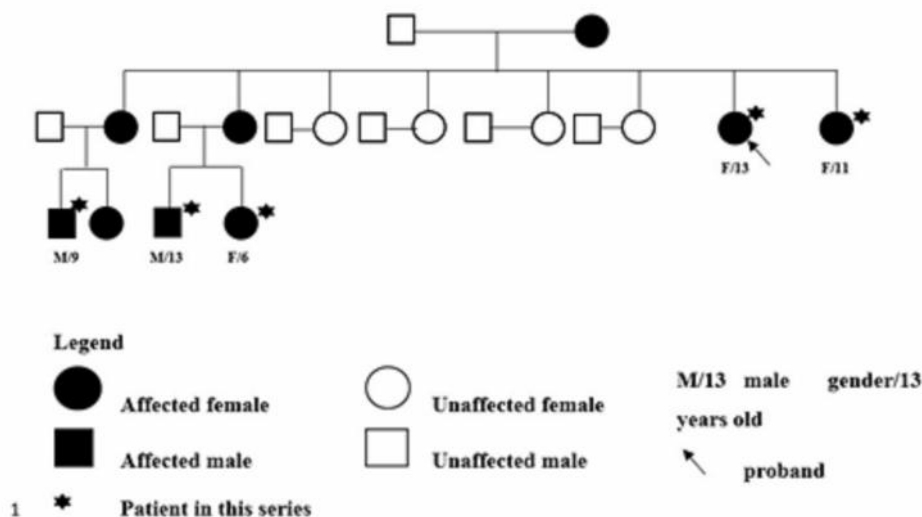 F/13
F/11
M/9
M/13
F/6
Legend
Affected female
Unaffected female
M/13 male gender/13
years old
Affected male
Unaffected male
proband
1
Patient in this series